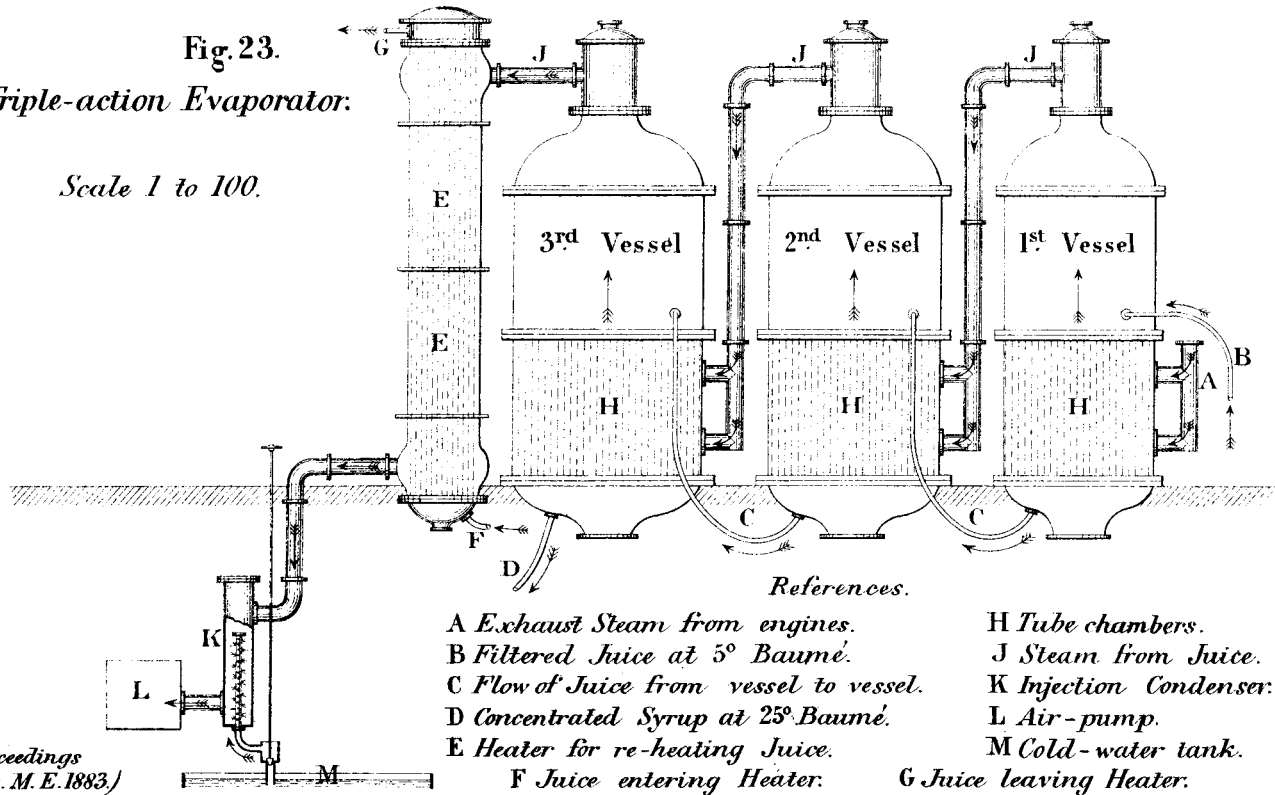 Fig. 23.
Triple-action Evaporator.
Scale 1 to 100.
G
J
J
J
E
3rd Vessel
2nd Vessel
1st Vessel
E
B
A
H
H
H
C
C
F
D
K
L
M
References.
A Exhaust Steam from engines.
B Filtered Juice at 5° Baumé.
C Flow of Juice from vessel to vessel.
D Concentrated Syrup at 25° Baumé.
E Heater for re-heating Juice.
F Juice entering Heater.
G Juice leaving Heater.
H Tube chambers.
J Steam from Juice.
K Injection Condenser.
L Air-pump.
M Cold-water tank.
ceedings
. M. E. 1883.)